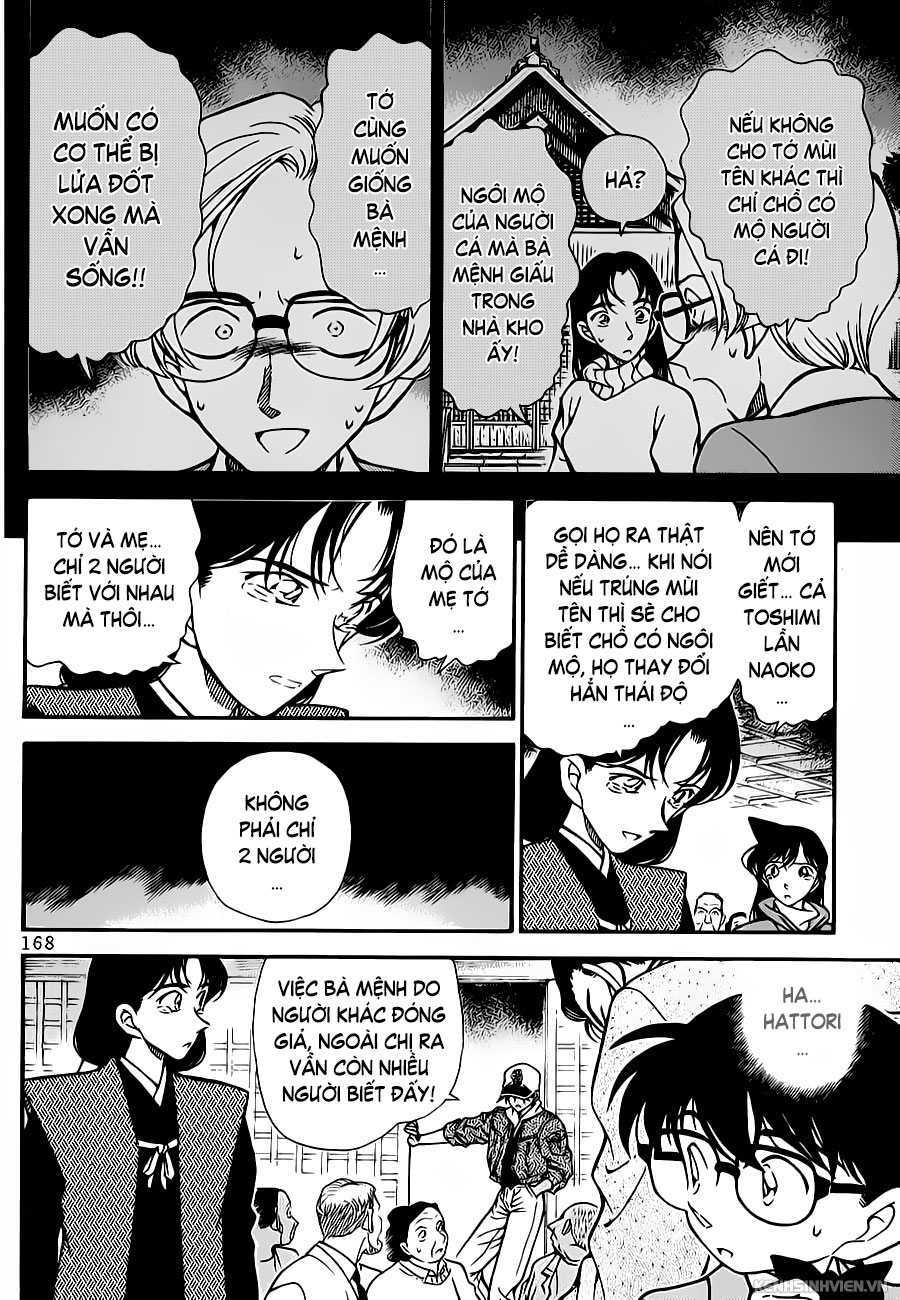 NẾU KHÔNG
CHO TỚ MŨI
TÊN KHÁC THÌ
CHỈ CHỖ CÓ
MỘ NGƯỜI
CÁ ĐI!
HẢ?
NGÔI MỘ
CỦA NGƯỜI
CÁ MÀ BÀ
MỆNH GIẤU
TRONG
NHÀ KHO
ẤY!
TỚ
CÙNG
MUỐN
GIỐNG
BÀ
MỆNH
...
MUỐN CÓ
CƠ THỂ BỊ
LỬA ĐỐT
XONG MÀ
VẪN
SỐNG!!
NÊN TỚ
MỚI
GIẾT... CẢ
TOSHIMI
LẦN
NAOKO
...
GỌI HỌ RA THẬT
DỄ DÀNG... KHI NÓI
NẾU TRÚNG MŨI
TÊN THÌ SẼ CHO
BIẾT CHỖ CÓ NGÔI
MỘ, HỌ THAY ĐỔI
HẲN THÁI ĐỘ
...
ĐÓ LÀ
MỘ CỦA
MẸ TỚ
...
TỚ VÀ MẸ...
CHỈ 2 NGƯỜI
BIẾT VỚI NHAU
MÀ THÔI...
KHÔNG
PHẢI CHỈ
2 NGƯỜI
...
168
HA...
HATTORI
...
VIỆC BÀ MỆNH DO
NGƯỜI KHÁC ĐÓNG
GIẢ, NGOÀI CHỊ RA
VẪN CÒN NHIỀU
NGƯỜI BIẾT ĐẤY!
KENHSINHVIEN.VN